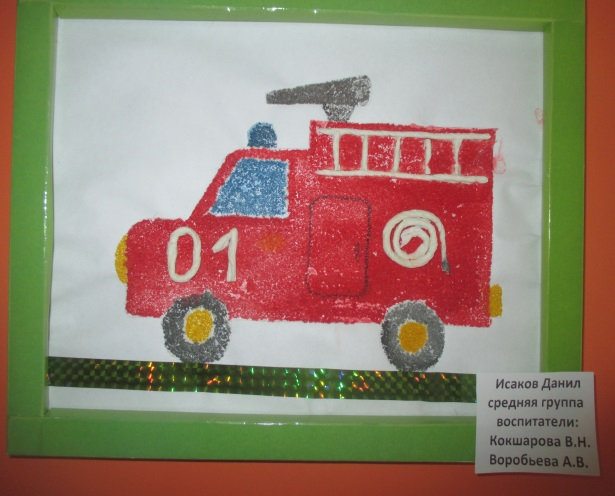 01
Исаков Данил
средняя группа
воспитатели:
Кокшарова В.Н.
Воробьева А.В.